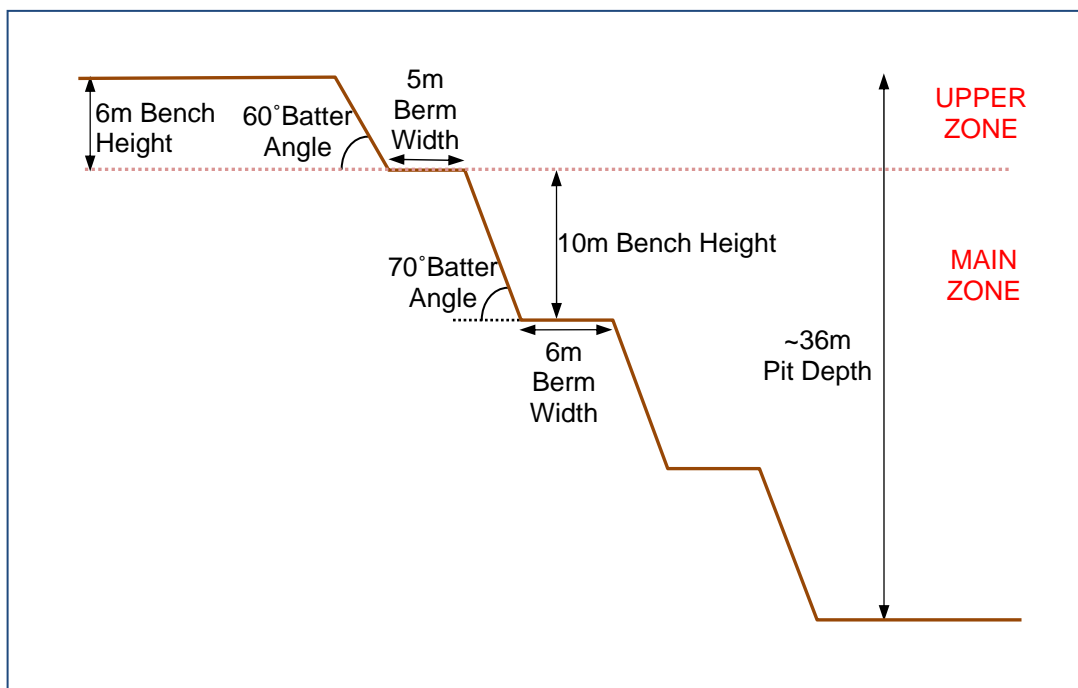 6m Bench
Height
60˚Batter
Angle
5m
Berm
Width
UPPER
ZONE
10m Bench Height
70˚Batter
Angle
MAIN
ZONE
6m
Berm
Width
~36m
Pit Depth